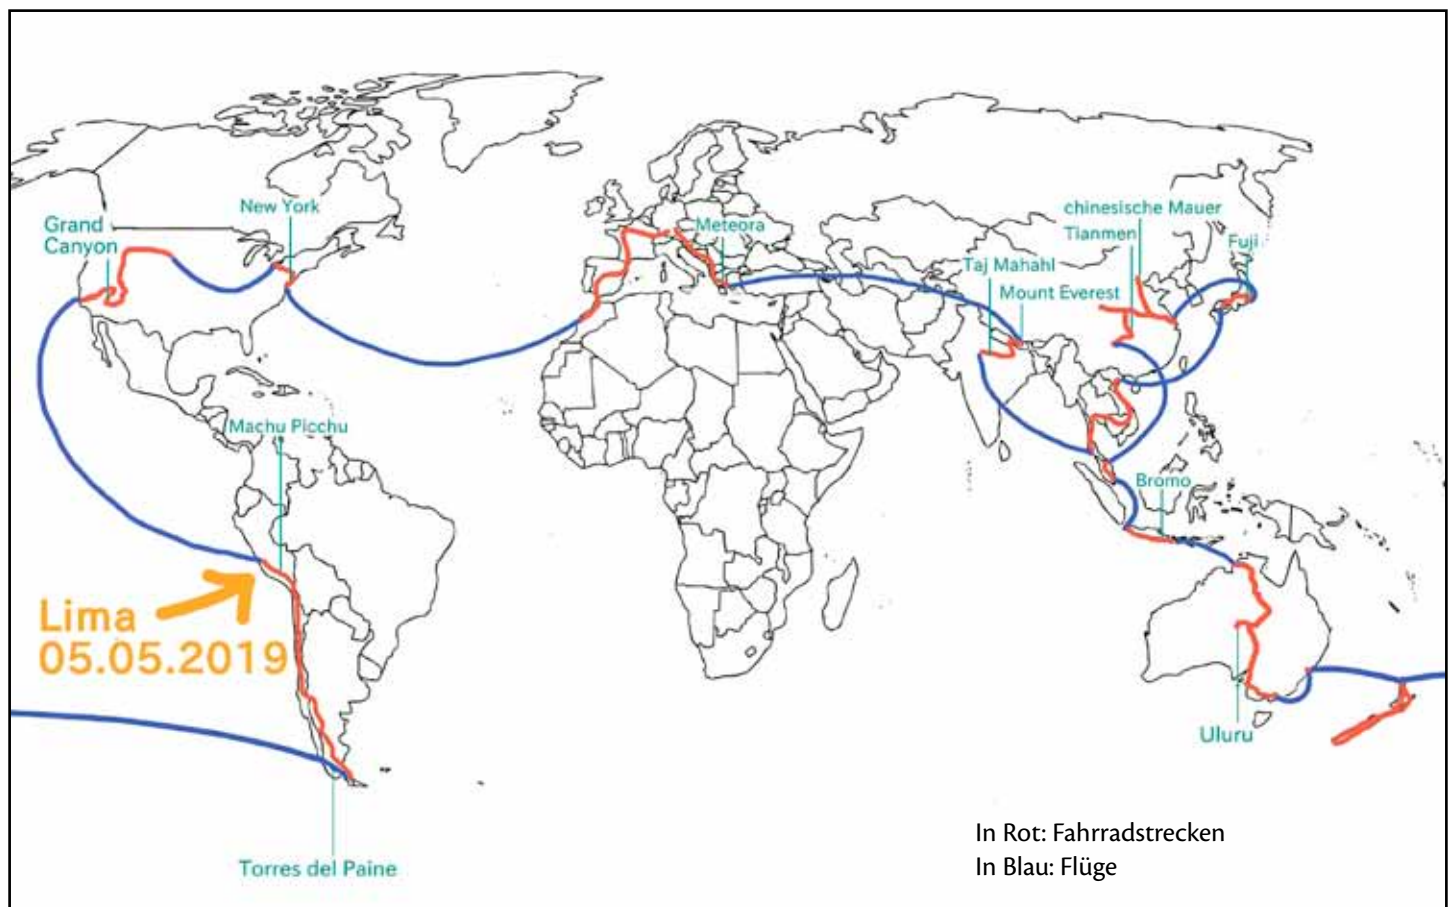 New York
Grand
Canyon
Meteora
chinesische Mauer
Tianmen
Fuji
Taj Mahahl
Mount Everest
Machu Picchu
Bromo
Lima
05.05.2019
Uluru
Torres del Paine
In Rot: Fahrradstrecken
In Blau: Flüge